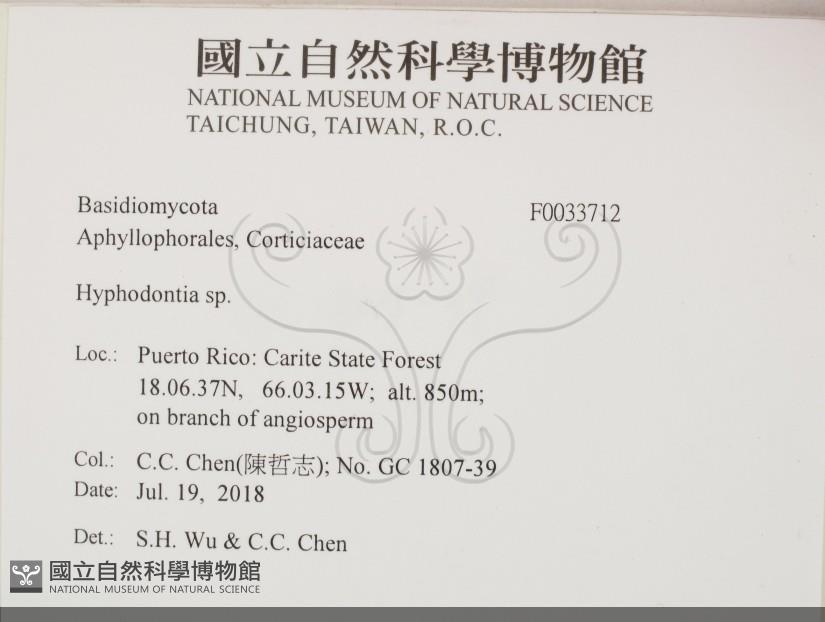 國立自然科學博物館
NATIONAL MUSEUM OF NATURAL SCIENCE
TAICHUNG, TAIWAN, R.O.C.
Basidiomycota F0033712
Aphyllophorales, Corticiaceae
Hyphodontia sp.
Loc.: Puerto Rico: Carite State Forest
18.06.37N, 66.03.15W; alt. 850m;
on branch of angiosperm
Col.: C.C. Chen(陳哲志); No. GC 1807-39
Date: Jul. 19, 2018
Det.: S.H. Wu & C.C. Chen
國立自然科學博物館
NATIONAL MUSEUM OF NATURAL SCIENCE